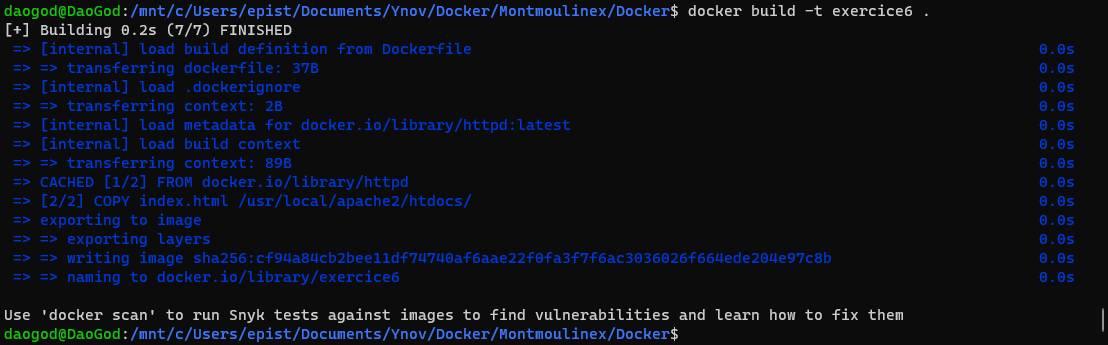 daogod@DaoGod:/mnt/c/Users/epist/Documents/Ynov/Docker/Montmoulinex/Docker$ docker build -t exercice6 .
[+] Building 0.2s (7/7) FINISHED
=> [internal] load build definition from Dockerfile 0.0s
=> => transferring dockerfile: 37B 0.0s
=> [internal] load .dockerignore 0.0s
=> => transferring context: 2B 0.0s
=> [internal] load metadata for docker.io/library/httpd:latest 0.0s
=> [internal] load build context 0.0s
=> => transferring context: 89B 0.0s
=> CACHED [1/2] FROM docker.io/library/httpd 0.0s
=> [2/2] COPY index.html /usr/local/apache2/htdocs/ 0.0s
=> exporting to image 0.0s
=> => exporting layers 0.0s
=> => writing image sha256:cf94a84cb2bee11df74740af6aae22f0fa3f7f6ac3036026f664ede204e97c8b 0.0s
=> => naming to docker.io/library/exercice6 0.0s
Use 'docker scan' to run Snyk tests against images to find vulnerabilities and learn how to fix them
daogod@DaoGod:/mnt/c/Users/epist/Documents/Ynov/Docker/Montmoulinex/Docker$